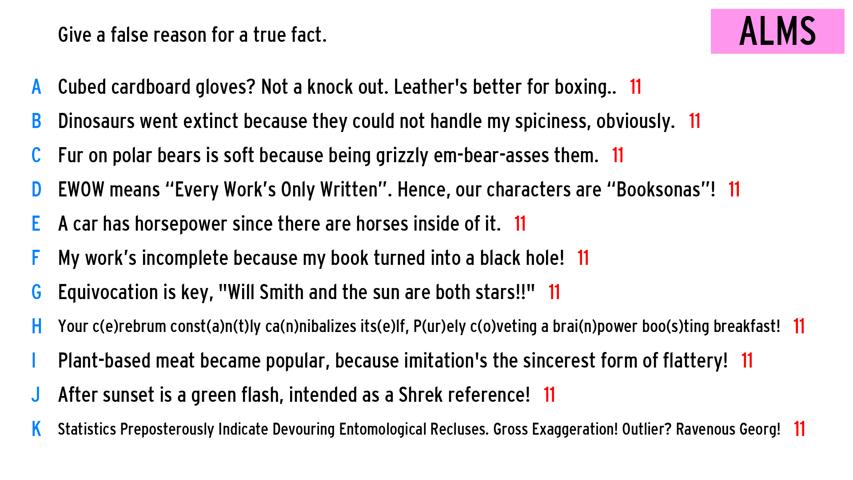 Give a false reason for a true fact.
ALMS
A Cubed cardboard gloves? Not a knock out. Leather's better for boxing.. 11
B Dinosaurs went extinct because they could not handle my spiciness, obviously. 11
C Fur on polar bears is soft because being grizzly em-bear-asses them. 11
D EWOW means “Every Work’s Only Written”. Hence, our characters are “Booksonas”! 11
E A car has horsepower since there are horses inside of it. 11
F My work’s incomplete because my book turned into a black hole! 11
G Equivocation is key, "Will Smith and the sun are both stars!!" 11
H Your c(e)rebrum const(a)n(t)ly ca(n)nibalizes its(e)lf, P(ur)ely c(o)veting a brai(n)power boo(s)ting breakfast! 11
I Plant-based meat became popular, because imitation's the sincerest form of flattery! 11
J After sunset is a green flash, intended as a Shrek reference! 11
K Statistics Preposterously Indicate Devouring Entomological Recluses. Gross Exaggeration! Outlier? Ravenous Georg! 11